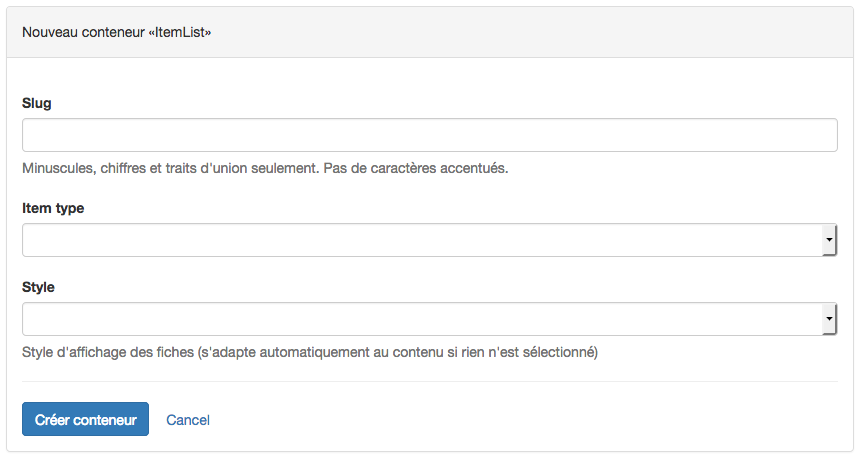 Nouveau conteneur «ItemList»
Slug
Minuscules, chiffres et traits d'union seulement. Pas de caractères accentués.
Item type
Style
Style d'affichage des fiches (s'adapte automatiquement au contenu si rien n'est sélectionné)
Créer conteneur Cancel